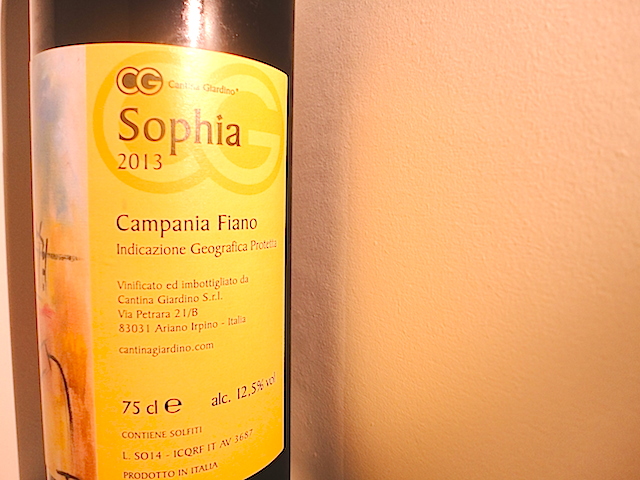 CG Cantina Giardino®
Sophia
2013
Campania Fiano
Indicazione Geografica Protetta
Vinificato ed imbottigliato da
Cantina Giardino S.r.l.
Via Petrara 21/B
83031 Ariano Irpino - Italia
cantinagiardino.com
75 cl e alc. 12,5% vol
CONTIENE SOLFITI
L. SO14 - ICQRF IT AV 3687
PRODOTTO IN ITALIA